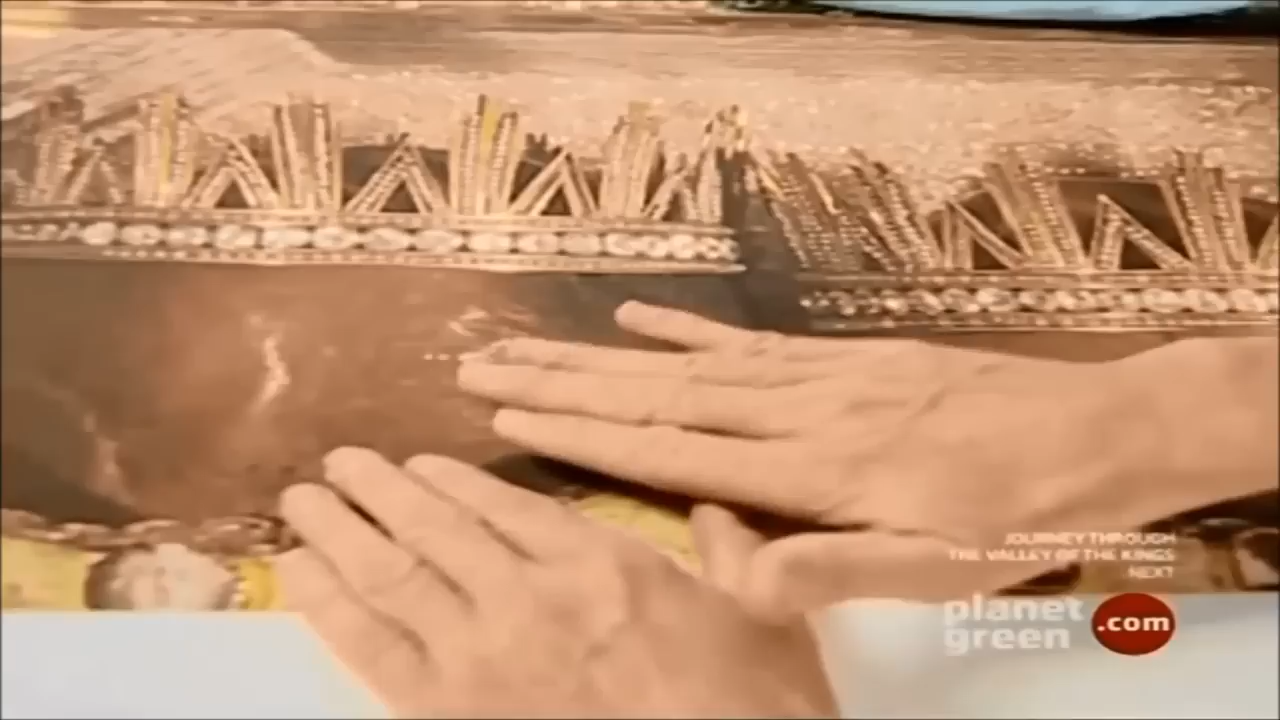 JOURNEY THROUGH
THE VALLEY OF THE KINGS
NEXT
planet
green
.com